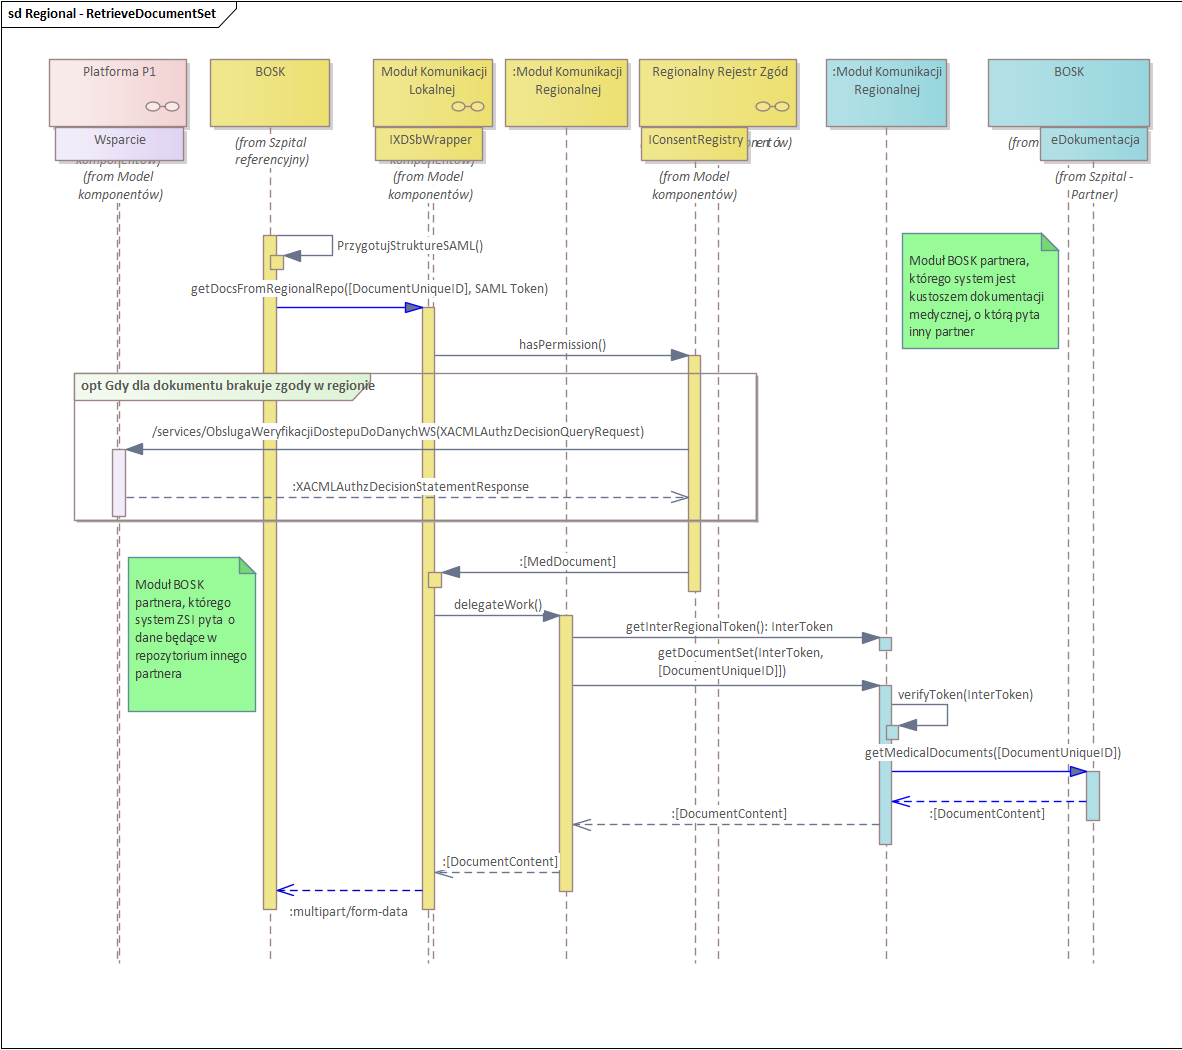 sd Regional - RetrieveDocumentSet
Platforma P1
BOSK
Moduł Komunikacji
Lokalnej
:Moduł Komunikacji
Regionalnej
Regionalny Rejestr Zgód
:Moduł Komunikacji
Regionalnej
BOSK
Wsparcie
komponentów)
(from Model
komponentów)
(from Szpital
referencyjny)
IXDSbWrapper
komponentów)
(from Model
komponentów)
IConsentRegistry
(from Model
komponentów)
(from
eDokumentacja
(from Szpital -
Partner)
PrzygotujStruktureSAML()
getDocsFromRegionalRepo([DocumentUniqueID], SAML Token)
Moduł BOSK partnera,
którego system jest
kustoszem dokumentacji
medycznej, o którą pyta
inny partner
hasPermission()
opt Gdy dla dokumentu brakuje zgody w regionie
/services/ObslugaWeryfikacjiDostepuDoDanychWS(XACMLAuthzDecisionQueryRequest)
:XACMLAuthzDecisionStatementResponse
:[MedDocument]
Moduł BOSK
partnera, którego
system ZSI pyta o
dane będące w
repozytorium innego
partnera
delegateWork()
getInterRegionalToken(): InterToken
getDocumentSet(InterToken,
[DocumentUniqueID]])
verifyToken(InterToken)
getMedicalDocuments([DocumentUniqueID])
:[DocumentContent]
:[DocumentContent]
:[DocumentContent]
:multipart/form-data